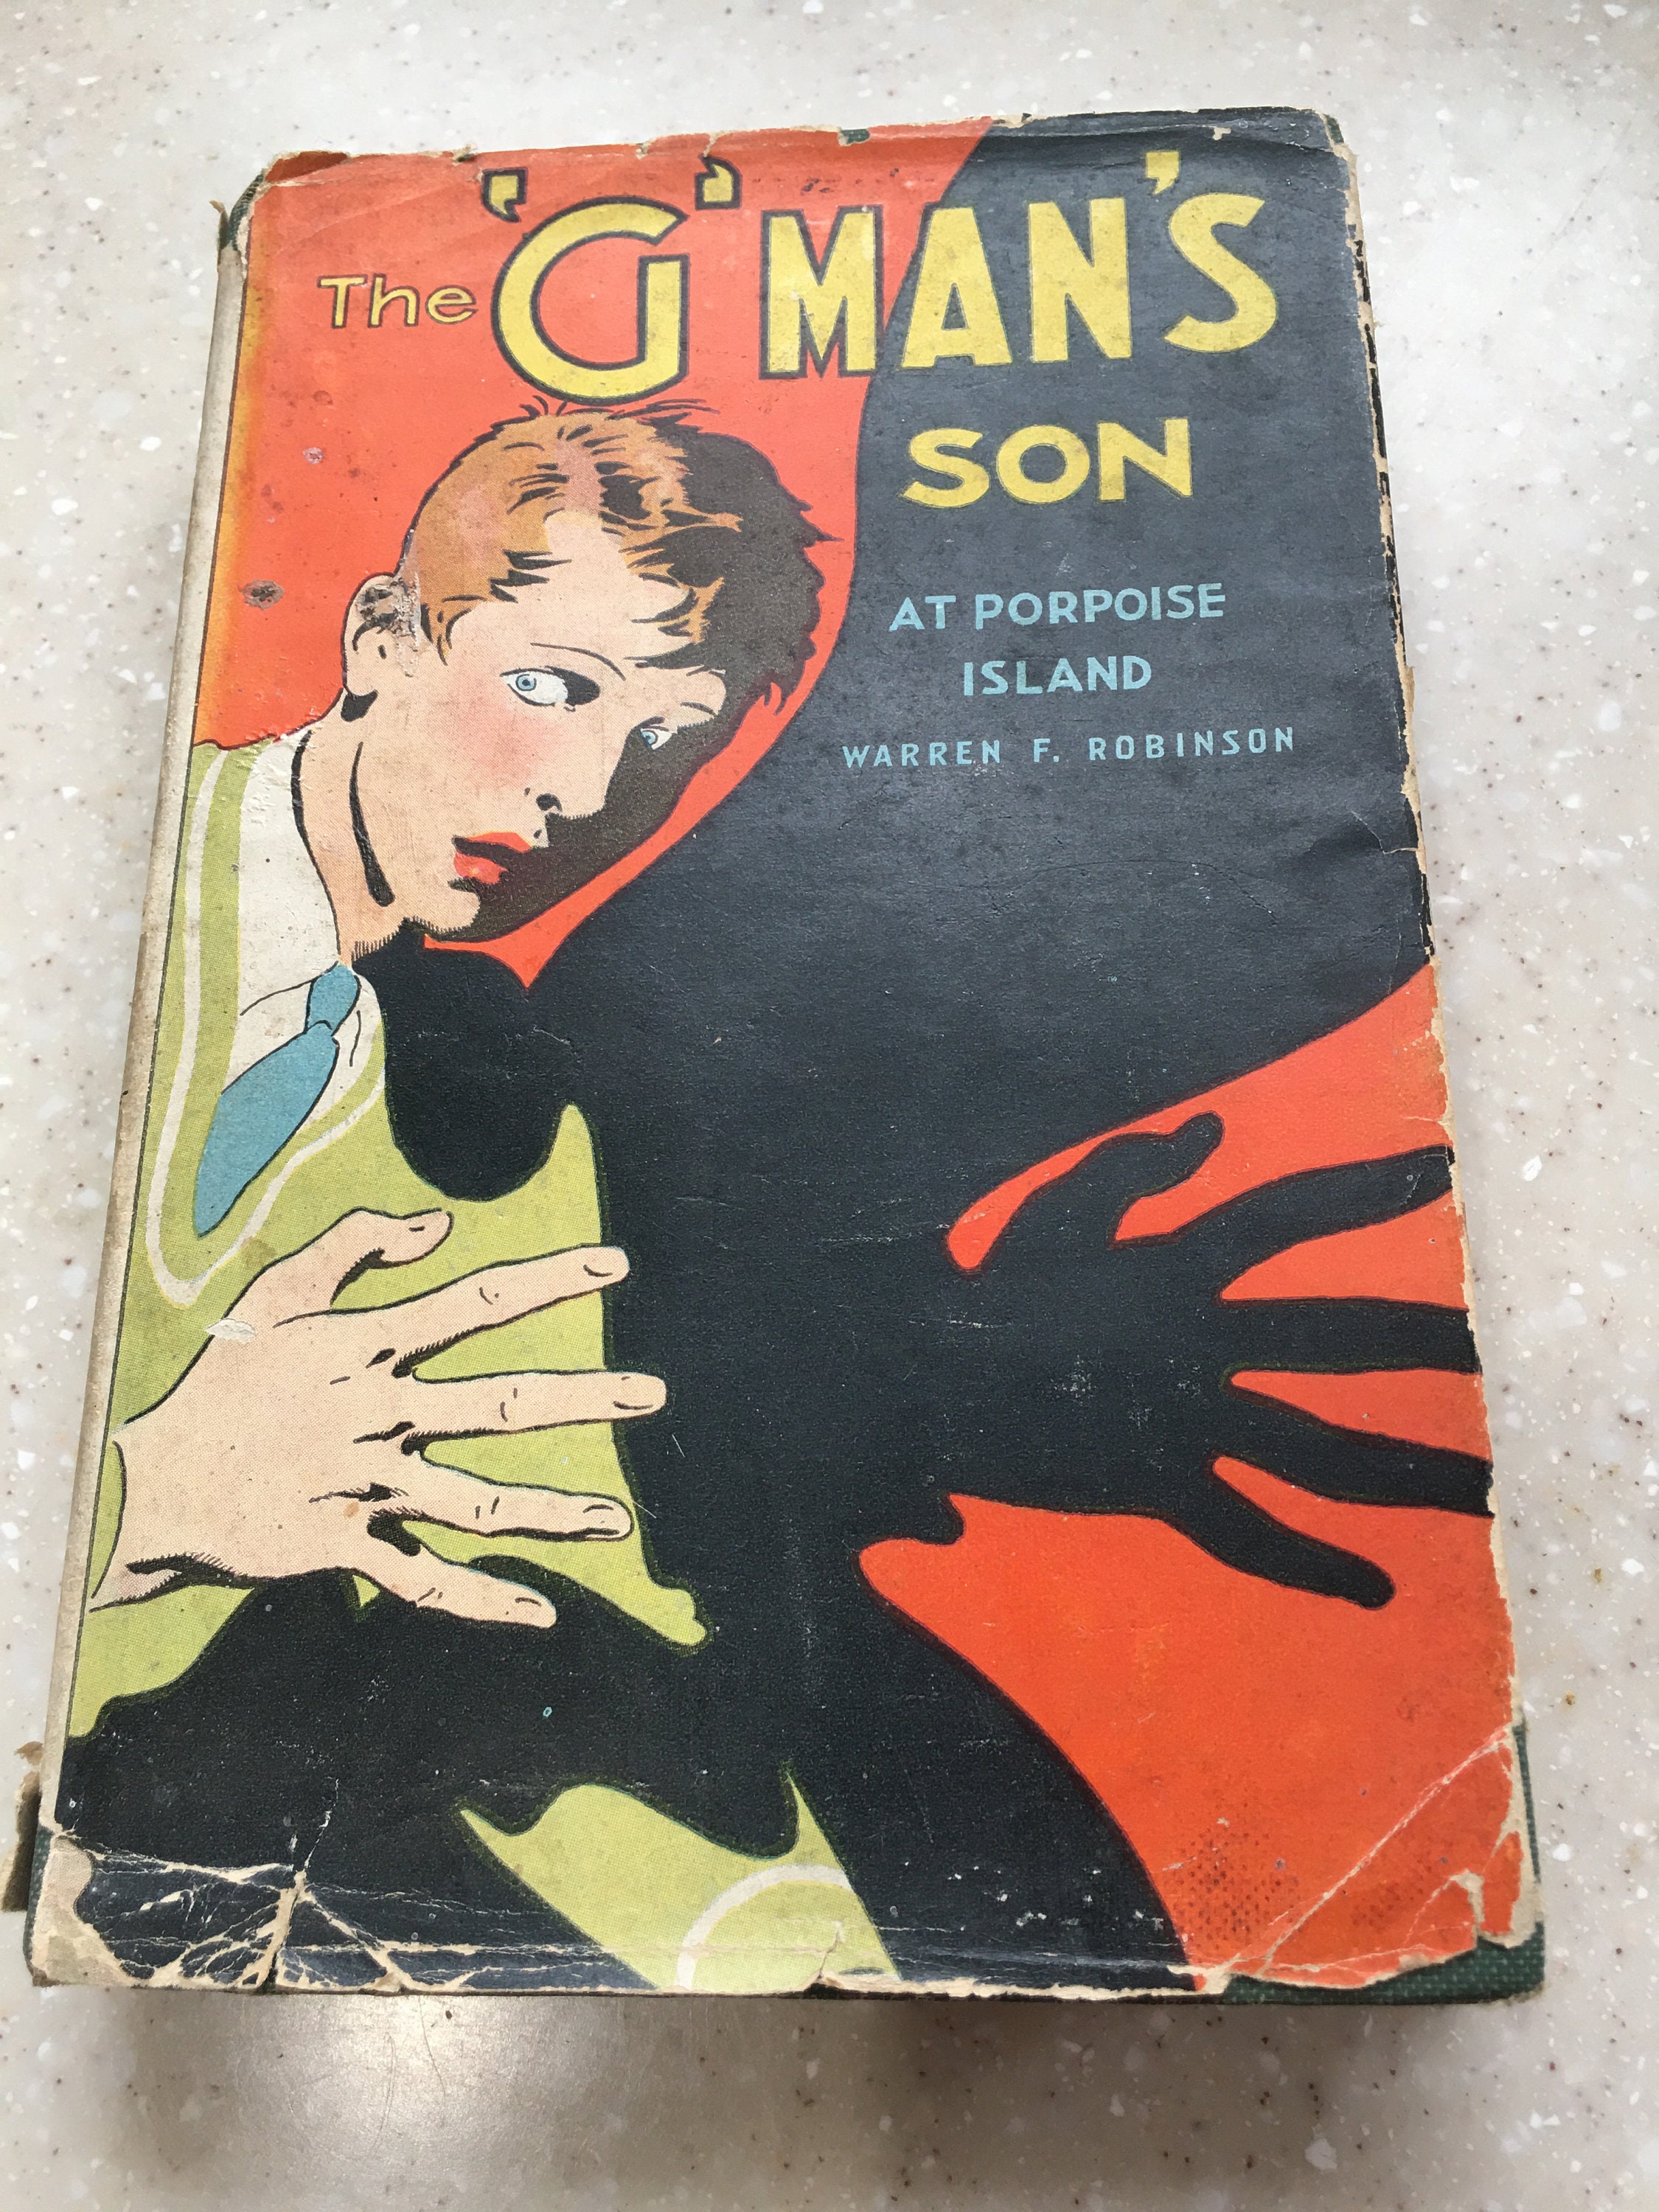 The 'G' MAN'S
SON
AT PORPOISE
ISLAND
WARREN F. ROBINSON